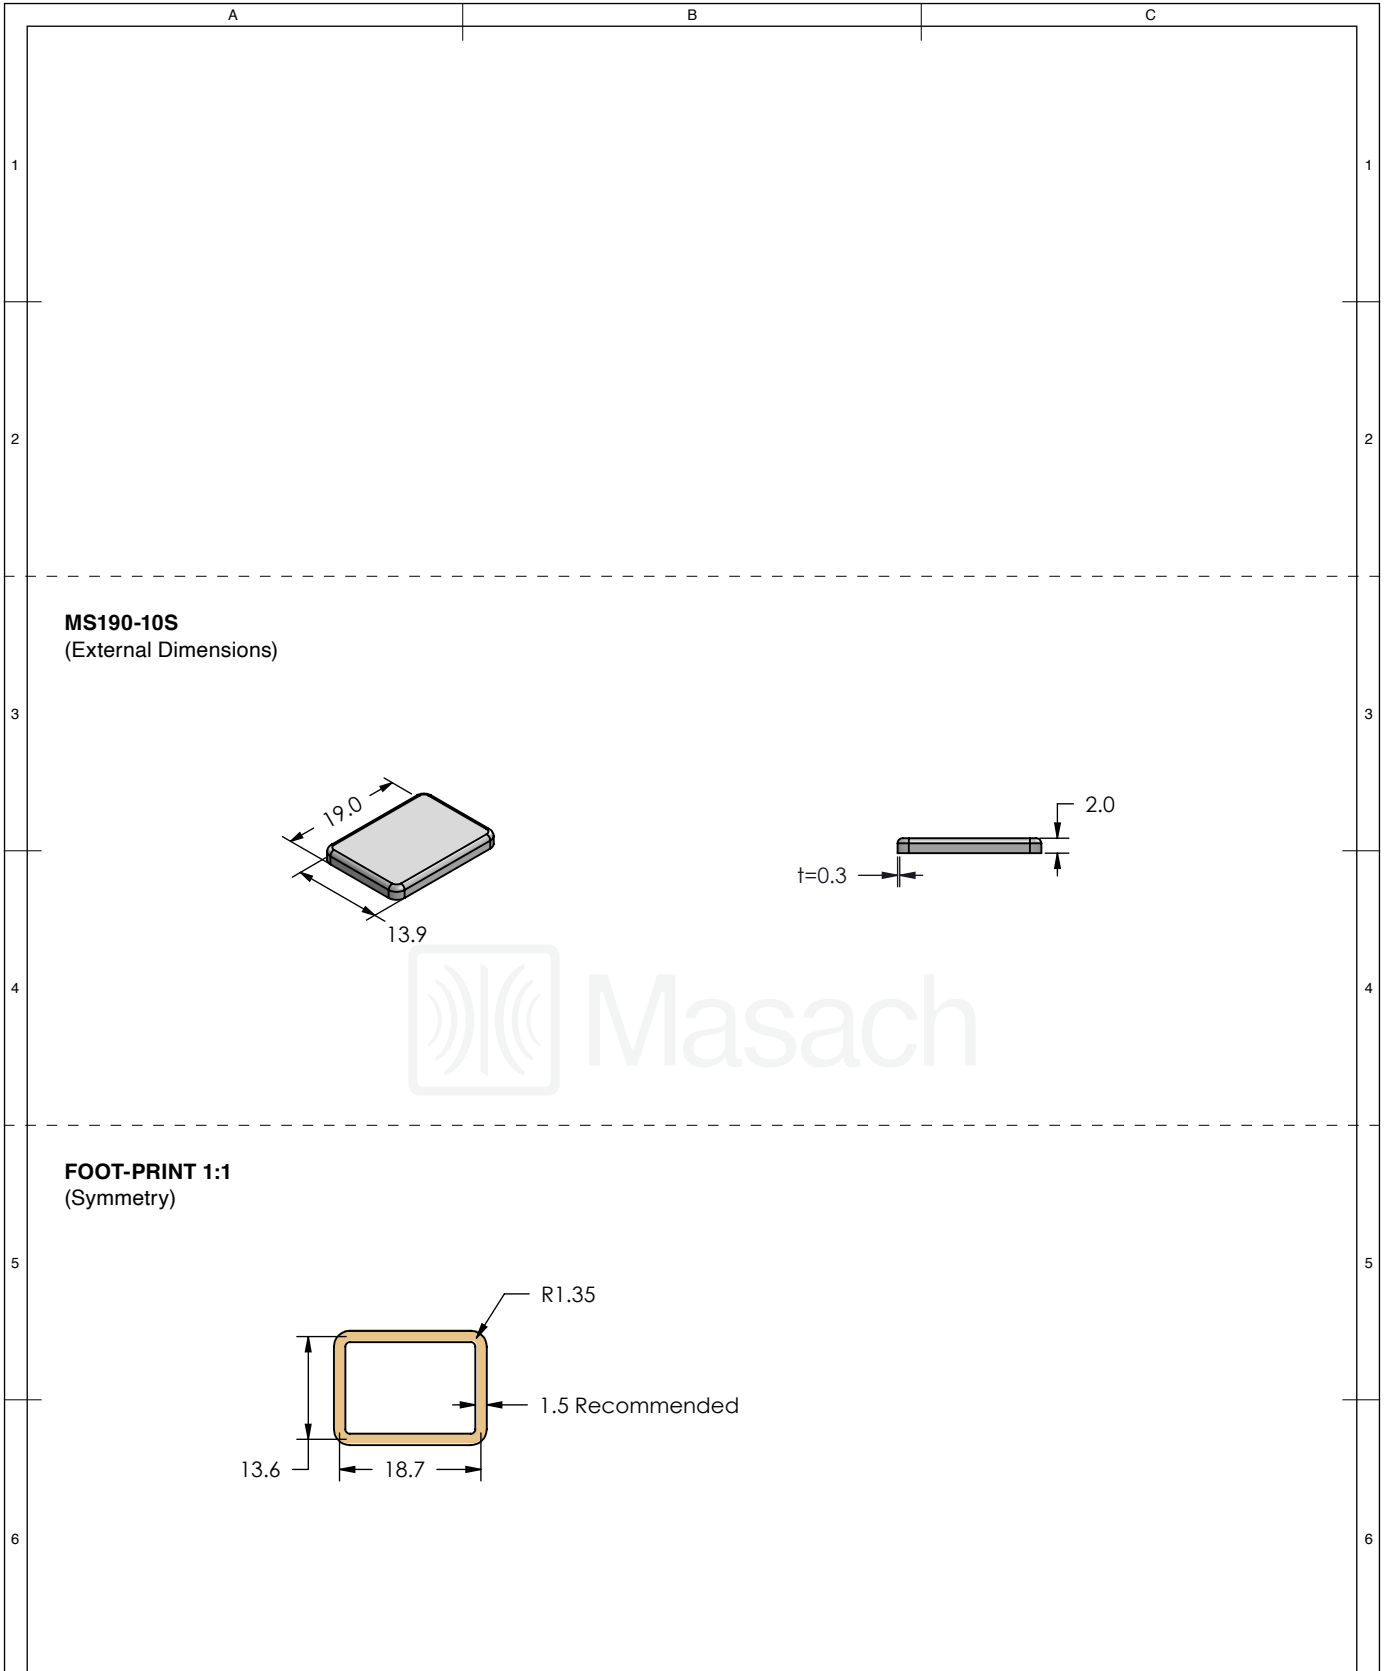 A B C
1 1
2 2
MS190-10S
(External Dimensions)
3 3
19.0
2.0
t=0.3
13.9
Masach
4 4
FOOT-PRINT 1:1
(Symmetry)
5 5
R1.35
1.5 Recommended
13.6 18.7
6 6